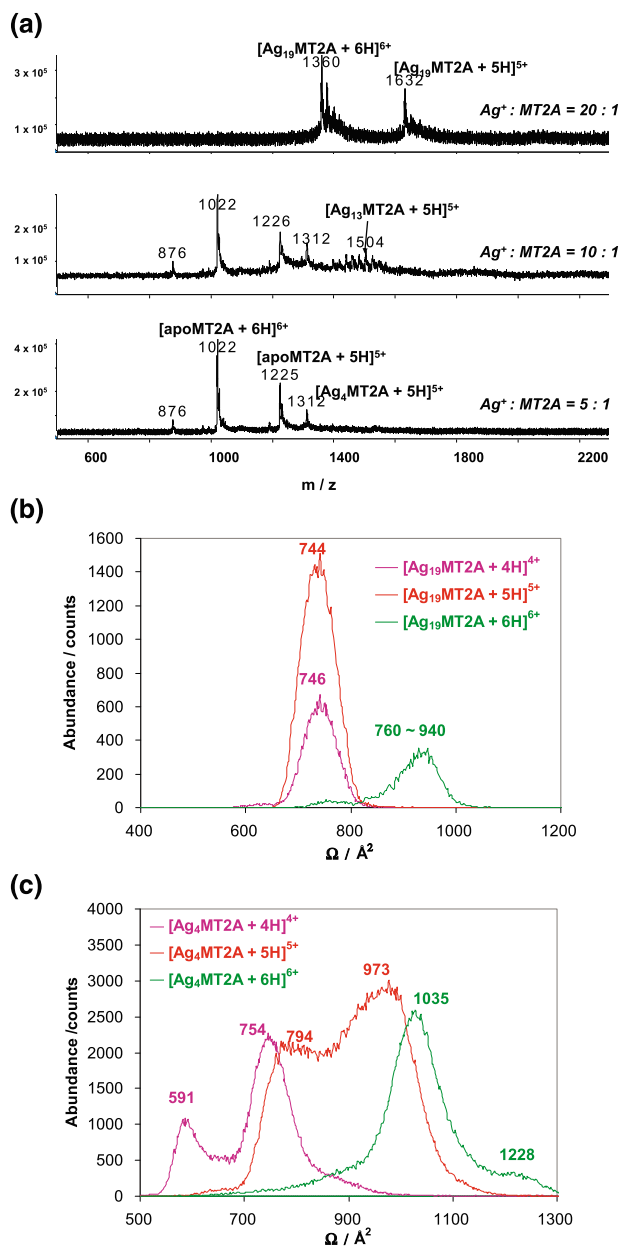 (a)
[Ag₁₉MT2A + 6H]⁶⁺
1360
[Ag₁₉MT2A + 5H]⁵⁺
1632
3 x 10⁵
1 x 10⁵
Ag⁺ : MT2A = 20 : 1
1022
[Ag₁₃MT2A + 5H]⁵⁺
1226
1312
1504
876
2 x 10⁵
1 x 10⁵
Ag⁺ : MT2A = 10 : 1
[apoMT2A + 6H]⁶⁺
1022
[apoMT2A + 5H]⁵⁺
1225
[Ag₄MT2A + 5H]⁵⁺
1312
876
4 x 10⁵
2 x 10⁵
Ag⁺ : MT2A = 5 : 1
600 1000 1400 1800 2200
m / z
(b)
Abundance / counts
1600
1400
1200
1000
800
600
400
200
0
744
746
760 ~ 940
[Ag₁₉MT2A + 4H]⁴⁺
[Ag₁₉MT2A + 5H]⁵⁺
[Ag₁₉MT2A + 6H]⁶⁺
400 600 800 1000 1200
Ω / Å²
(c)
Abundance /counts
4000
3500
3000
2500
2000
1500
1000
500
0
[Ag₄MT2A + 4H]⁴⁺
[Ag₄MT2A + 5H]⁵⁺
[Ag₄MT2A + 6H]⁶⁺
973
1035
754
794
591
1228
500 700 900 1100 1300
Ω / Å²